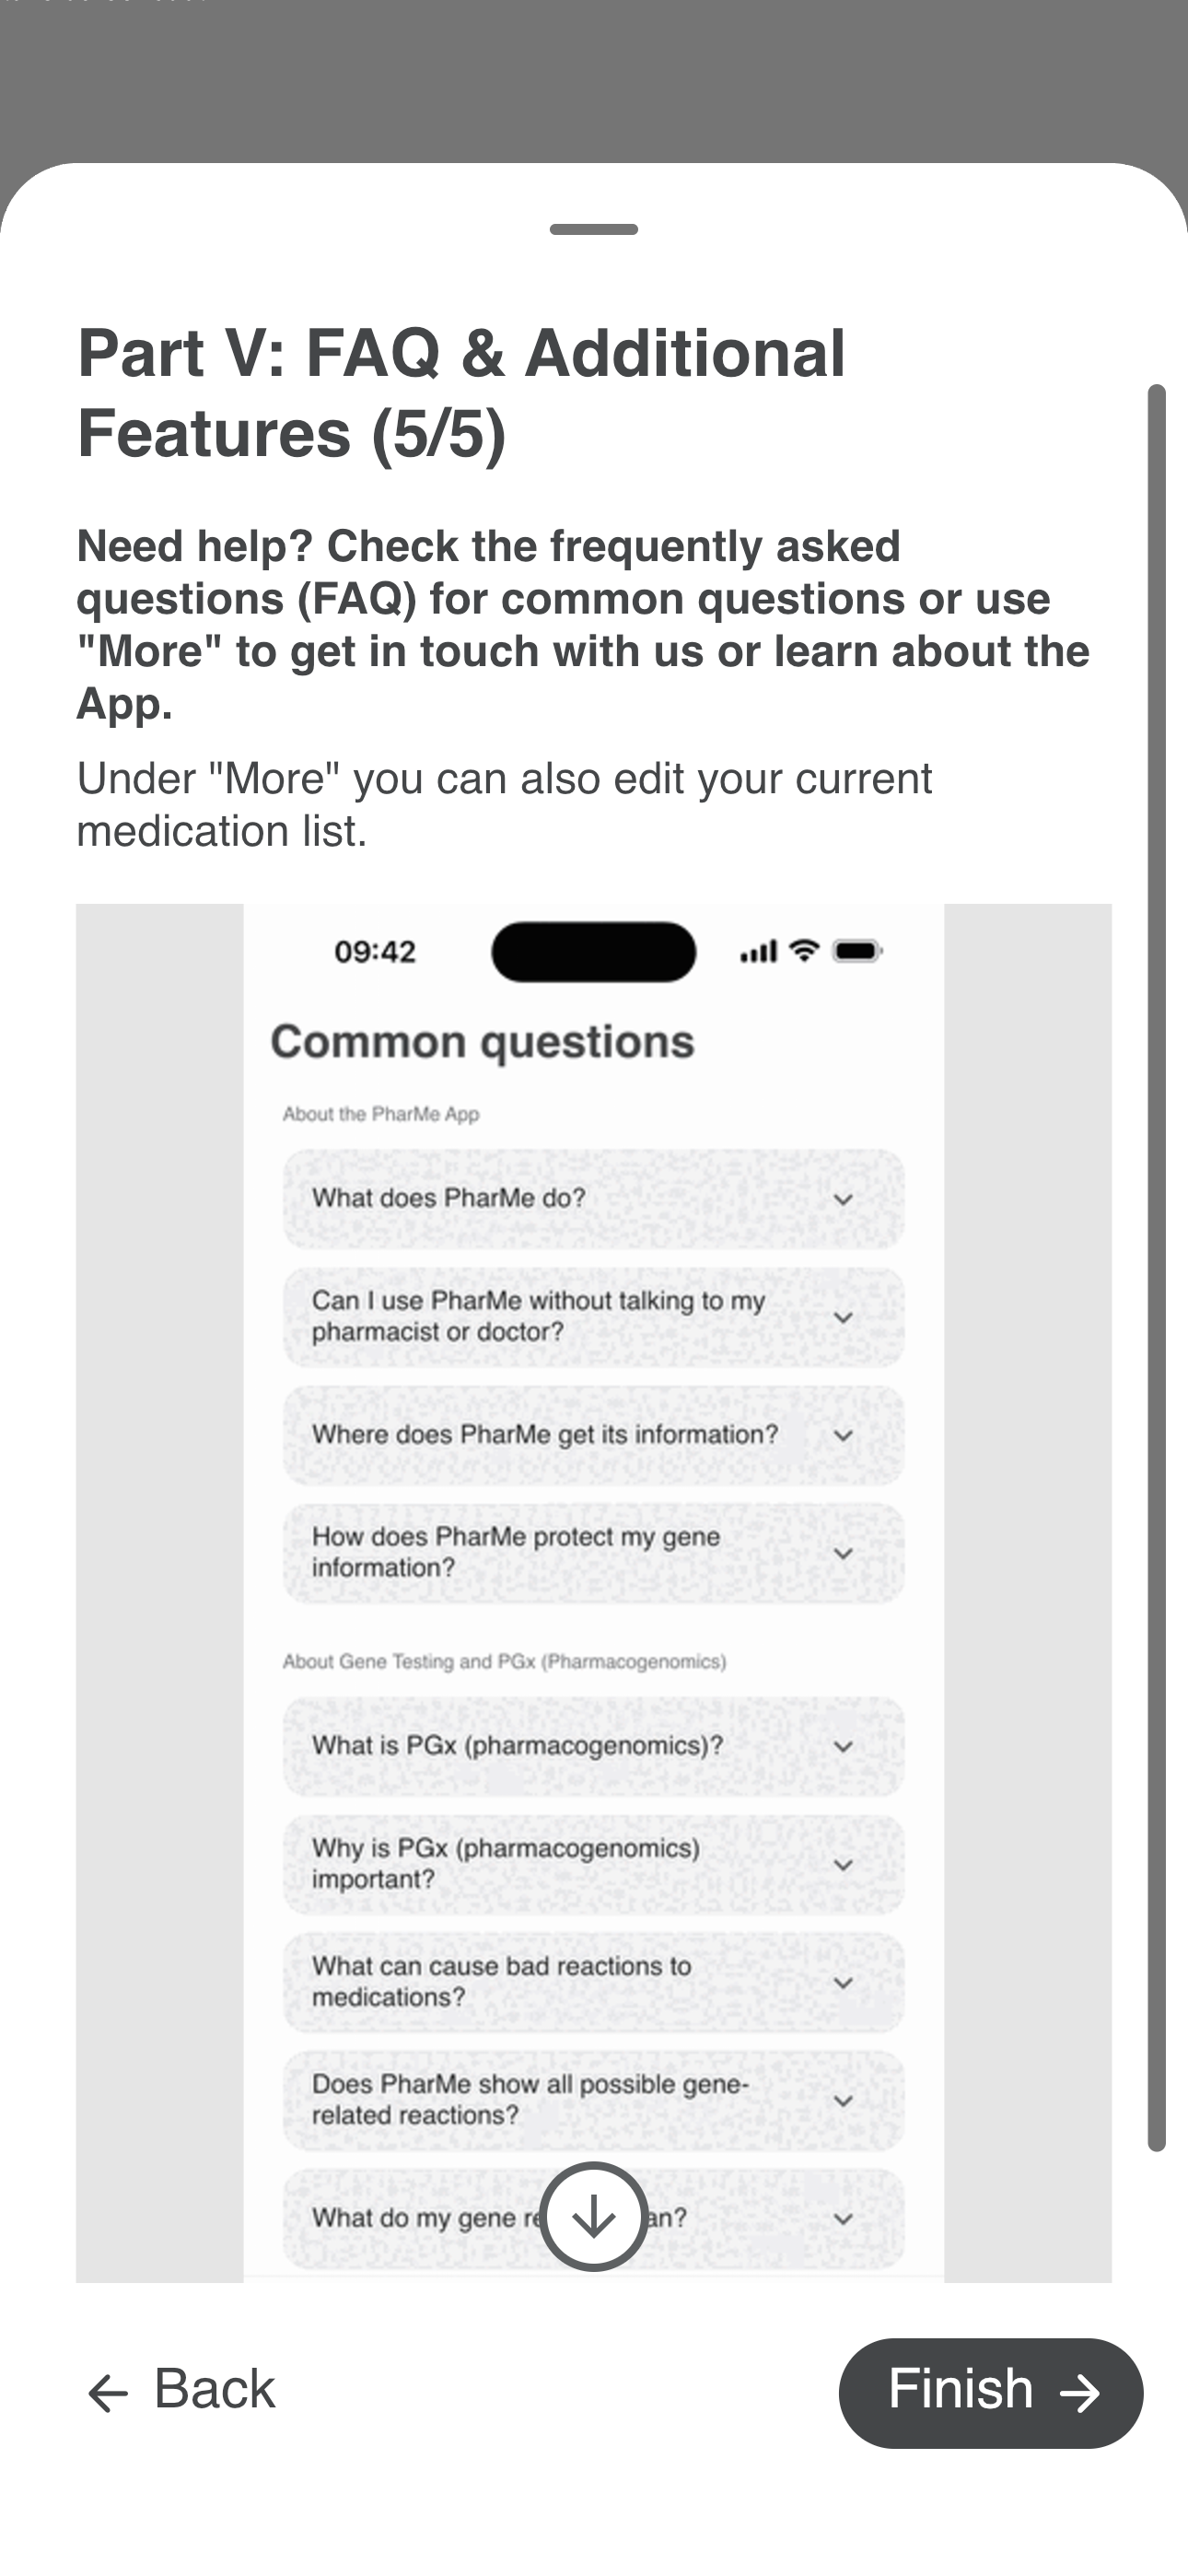 Part V: FAQ & Additional
Features (5/5)
Need help? Check the frequently asked
questions (FAQ) for common questions or use
"More" to get in touch with us or learn about the
App.
Under "More" you can also edit your current
medication list.
09:42
Common questions
About the PharMe App
What does PharMe do?
Can I use PharMe without talking to my
pharmacist or doctor?
Where does PharMe get its information?
How does PharMe protect my gene
information?
About Gene Testing and PGx (Pharmacogenomics)
What is PGx (pharmacogenomics)?
Why is PGx (pharmacogenomics)
important?
What can cause bad reactions to
medications?
Does PharMe show all possible gene-
related reactions?
What do my gene
Back
Finish